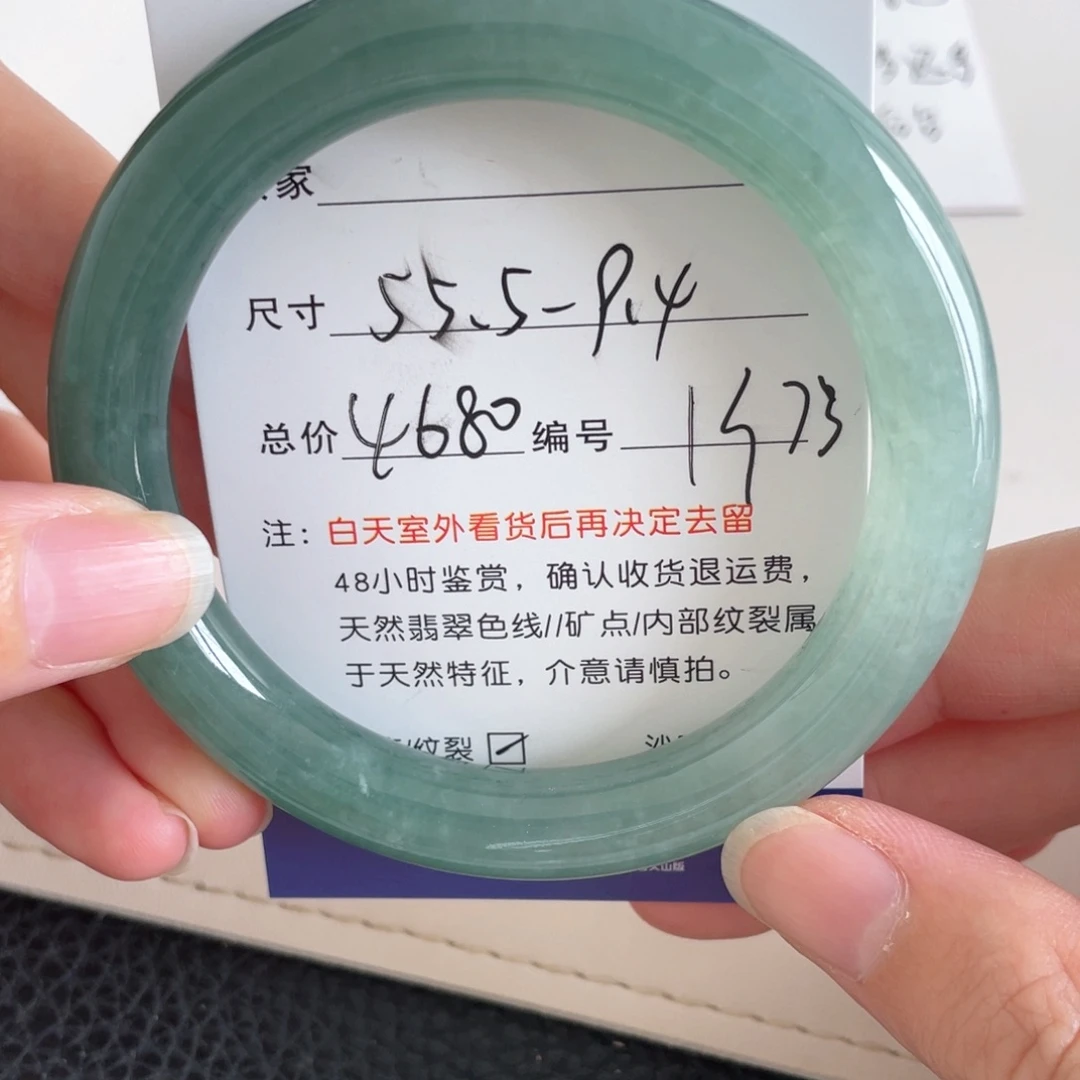 家
尺寸 55.5-9.4
总价 4680 编号
注：白天室外看货后再决定去留
48小时鉴赏，确认收货退运费，
天然翡翠色线//矿点/内部纹裂属
于天然特征，介意请慎拍。
/纹裂